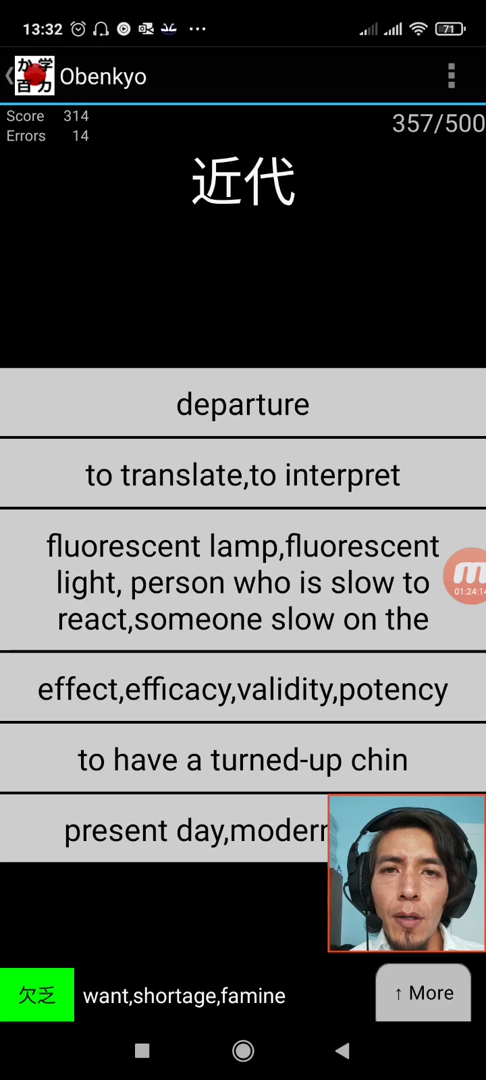 13:32 71
Obenkyo
Score 314
Errors 14
357/500
近代
departure
to translate,to interpret
fluorescent lamp,fluorescent
light, person who is slow to
react,someone slow on the
01:24:14
effect,efficacy,validity,potency
to have a turned-up chin
present day,modern
欠乏 want,shortage,famine
↑ More